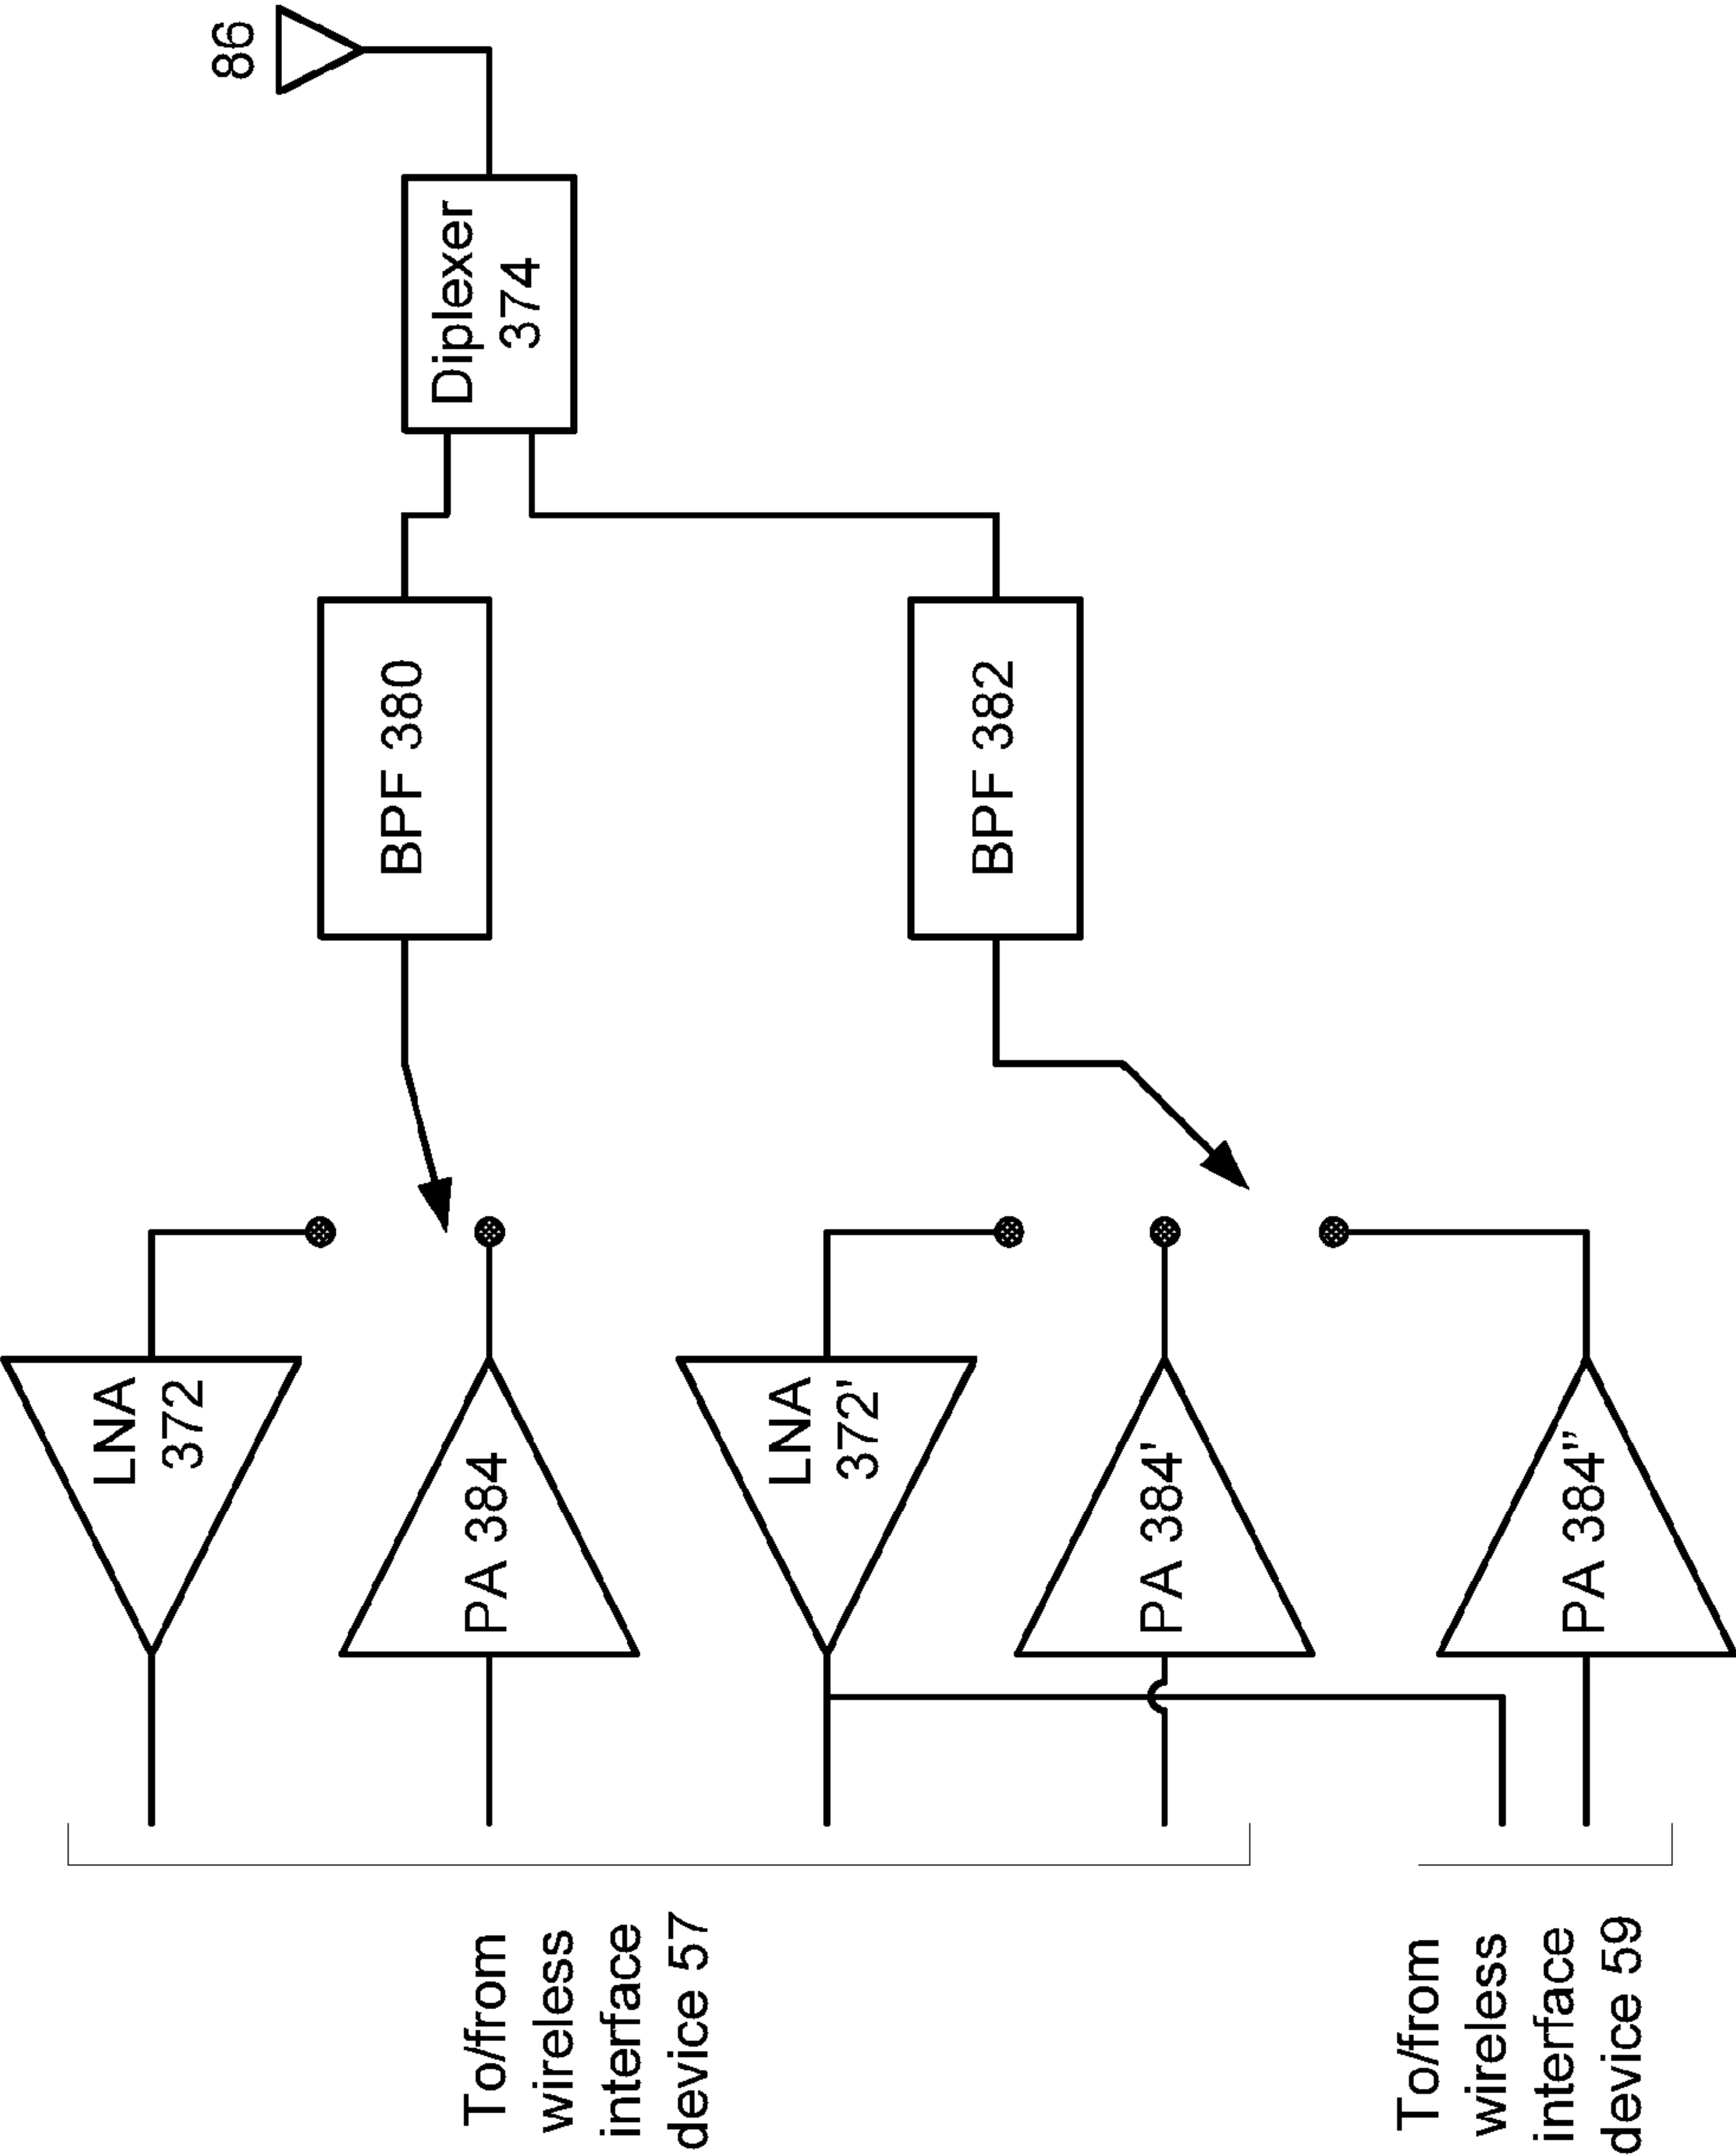 LNA
372
86
BPF 380
Diplexer
374
To/from
wireless
interface
device 57
PA 384
LNA
372'
BPF 382
PA 384'
To/from
wireless
interface
device 59
PA 384”